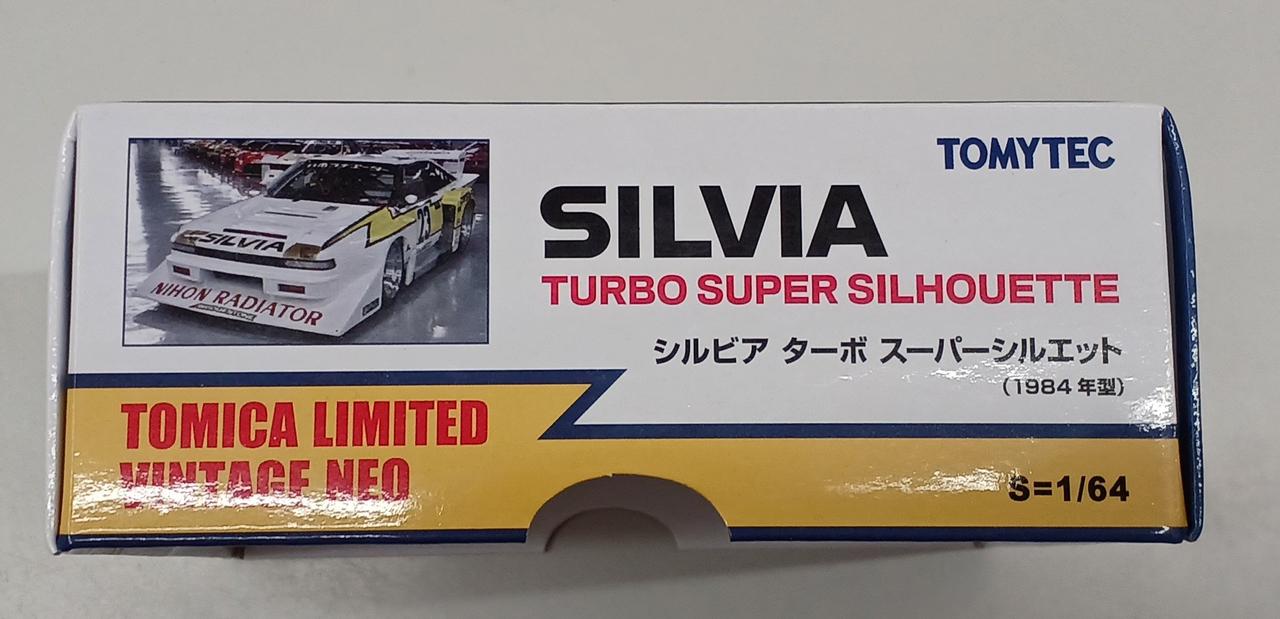 TOMYTEC
SILVIA
TURBO SUPER SILHOUETTE
シルビア ターボ スーパーシルエット
(1984 年型)
SILVIA
23
NIHON RADIATOR
TOMICA LIMITED
VINTAGE NEO
S=1/64